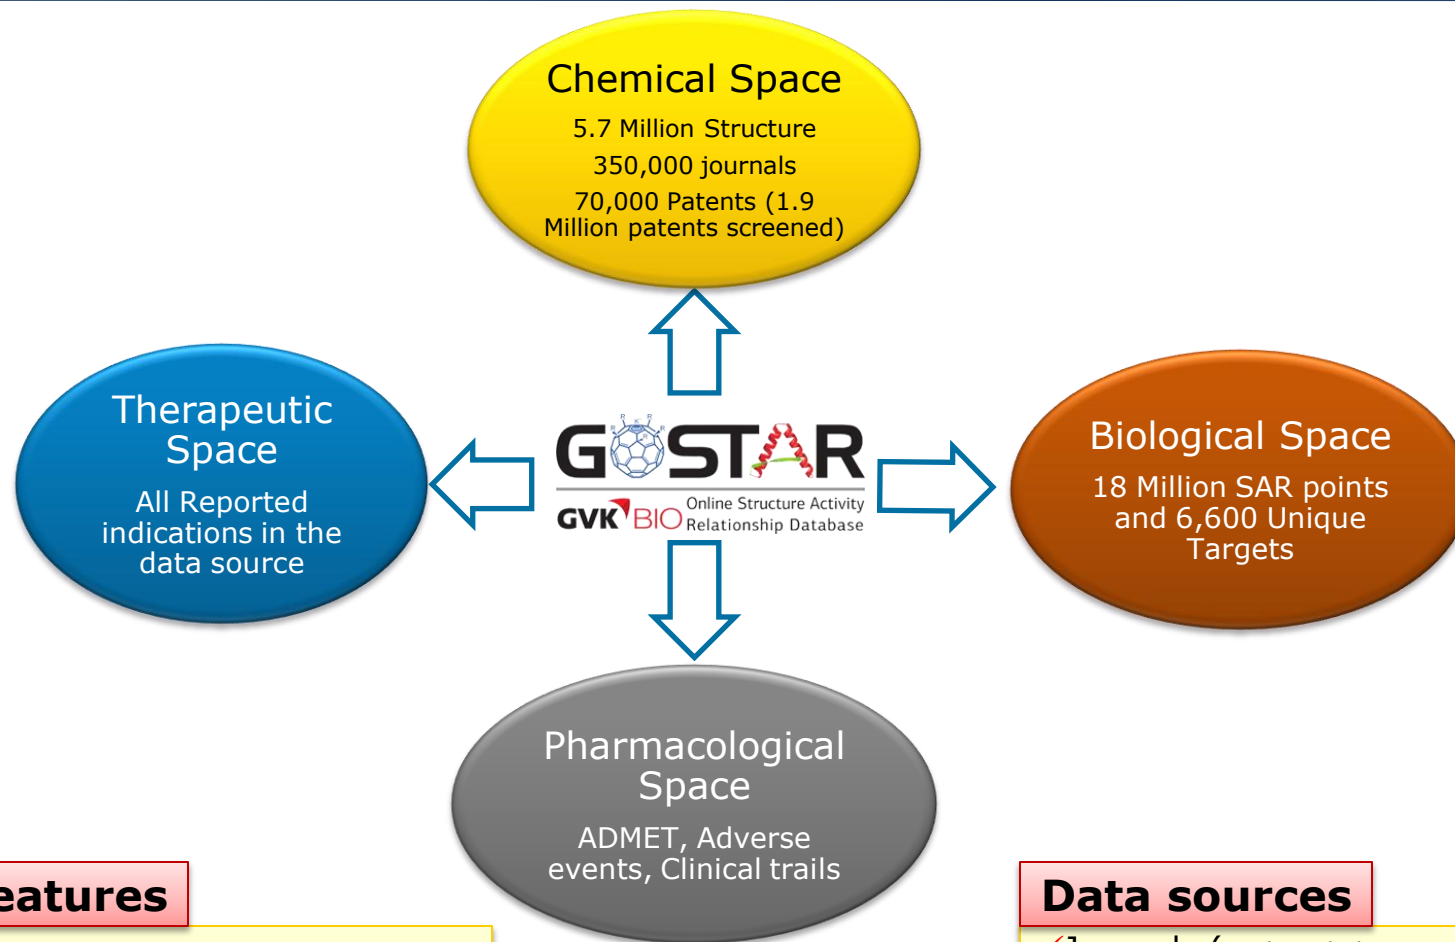 Chemical Space
5.7 Million Structure
350,000 journals
70,000 Patents (1.9
Million patents screened)
Therapeutic
Space
All Reported
indications in the
data source
GOSTAR
GVK BIO
Online Structure Activity
Relationship Database
Biological Space
18 Million SAR points
and 6,600 Unique
Targets
Pharmacological
Space
ADMET, Adverse
events, Clinical trails
eatures
Data sources